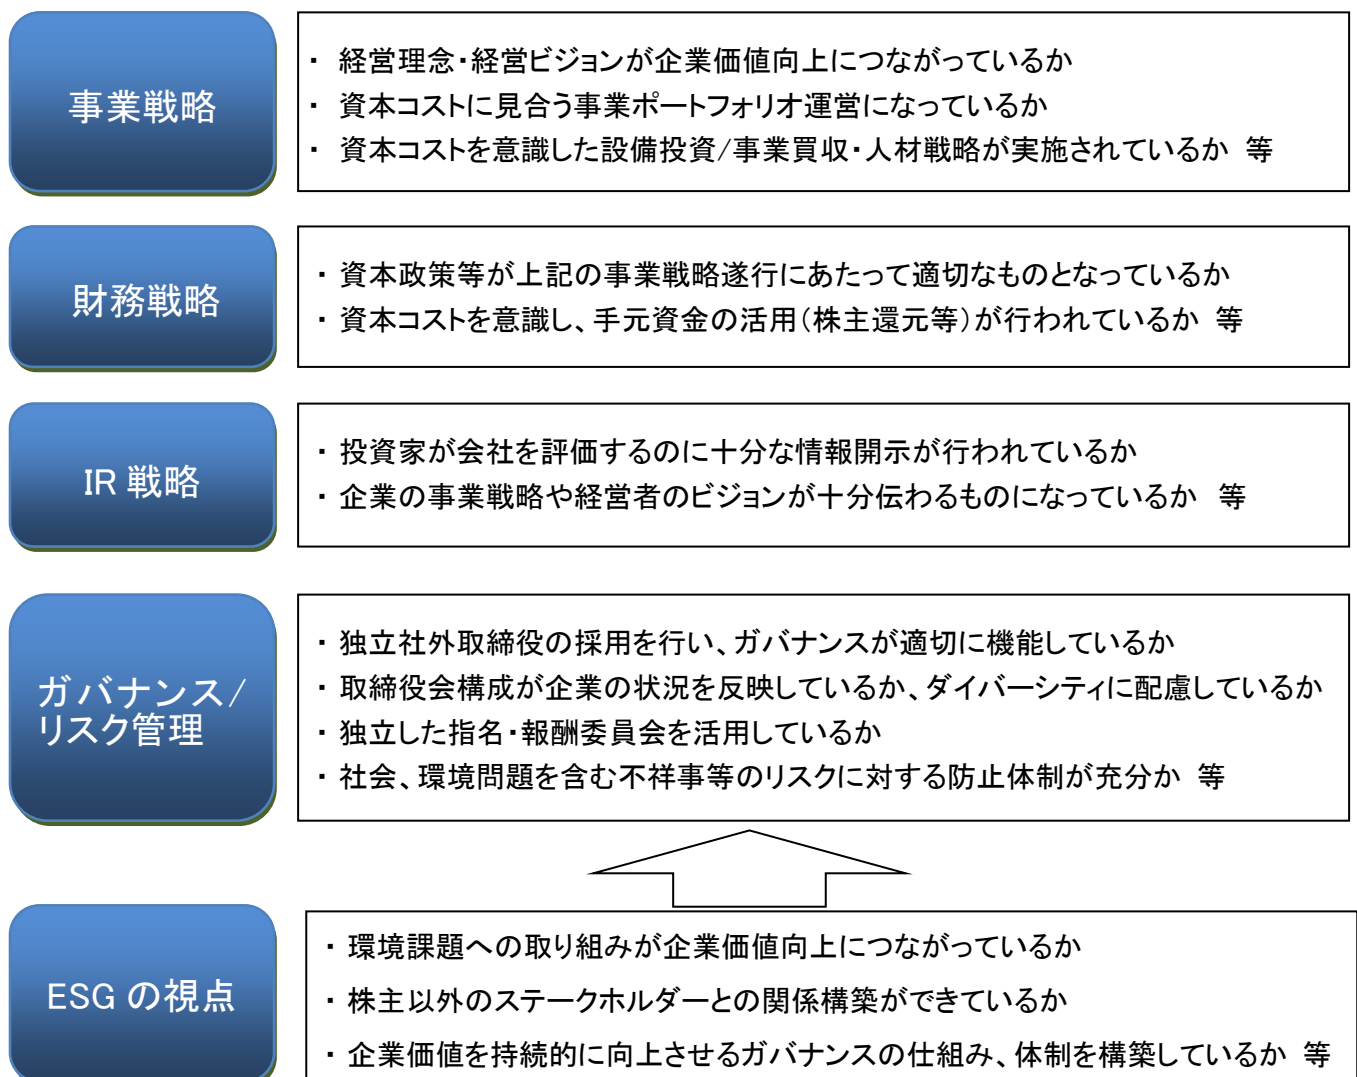 事業戦略
・ 経営理念・経営ビジョンが企業価値向上につながっているか
・ 資本コストに見合う事業ポートフォリオ運営になっているか
・ 資本コストを意識した設備投資/事業買収・人材戦略が実施されているか 等
財務戦略
・ 資本政策等が上記の事業戦略遂行にあたって適切なものとなっているか
・ 資本コストを意識し、手元資金の活用（株主還元等）が行われているか 等
IR 戦略
・ 投資家が会社を評価するのに十分な情報開示が行われているか
・ 企業の事業戦略や経営者のビジョンが十分伝わるものになっているか 等
ガバナンス/
リスク管理
・ 独立社外取締役の採用を行い、ガバナンスが適切に機能しているか
・ 取締役会構成が企業の状況を反映しているか、ダイバーシティに配慮しているか
・ 独立した指名・報酬委員会を活用しているか
・ 社会、環境問題を含む不祥事等のリスクに対する防止体制が充分か 等
ESG の視点
・ 環境課題への取り組みが企業価値向上につながっているか
・ 株主以外のステークホルダーとの関係構築ができているか
・ 企業価値を持続的に向上させるガバナンスの仕組み、体制を構築しているか 等